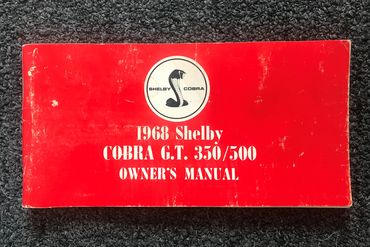 SHELBY COBRA
1968 Shelby
COBRA G.T. 350/500
OWNER'S MANUAL